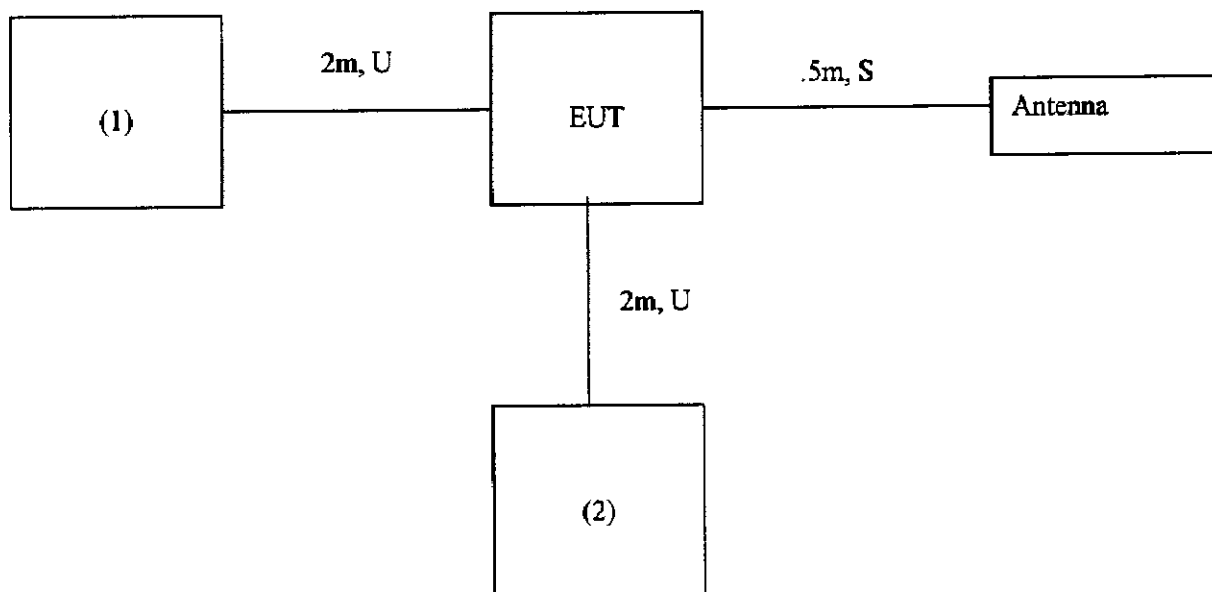 2m, U
.5m, S
(1)
EUT
Antenna
2m, U
(2)